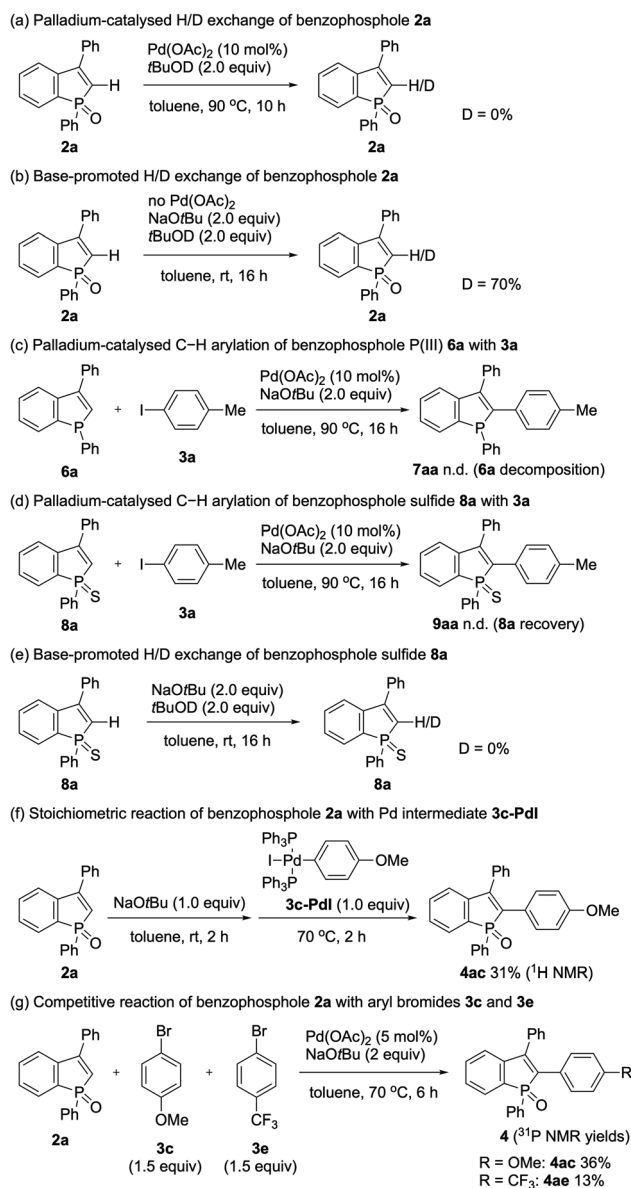 (a) Palladium-catalysed H/D exchange of benzophosphole 2a
Ph
H
P
O
Ph
2a
Pd(OAc)2 (10 mol%)
tBuOD (2.0 equiv)
toluene, 90 ºC, 10 h
Ph
H/D
P
O
Ph
2a
D = 0%
(b) Base-promoted H/D exchange of benzophosphole 2a
Ph
H
P
O
Ph
2a
no Pd(OAc)2
NaOtBu (2.0 equiv)
tBuOD (2.0 equiv)
toluene, rt, 16 h
Ph
H/D
P
O
Ph
2a
D = 70%
(c) Palladium-catalysed C–H arylation of benzophosphole P(III) 6a with 3a
Ph
P
Ph
6a
+
I
Me
3a
Pd(OAc)2 (10 mol%)
NaOtBu (2.0 equiv)
toluene, 90 ºC, 16 h
Ph
Me
P
Ph
7aa n.d. (6a decomposition)
(d) Palladium-catalysed C–H arylation of benzophosphole sulfide 8a with 3a
Ph
P
S
Ph
8a
+
I
Me
3a
Pd(OAc)2 (10 mol%)
NaOtBu (2.0 equiv)
toluene, 90 ºC, 16 h
Ph
Me
P
S
Ph
9aa n.d. (8a recovery)
(e) Base-promoted H/D exchange of benzophosphole sulfide 8a
Ph
H
P
S
Ph
8a
NaOtBu (2.0 equiv)
tBuOD (2.0 equiv)
toluene, rt, 16 h
Ph
H/D
P
S
Ph
8a
D = 0%
(f) Stoichiometric reaction of benzophosphole 2a with Pd intermediate 3c-PdI
Ph
P
O
Ph
2a
NaOtBu (1.0 equiv)
toluene, rt, 2 h
Ph3P
I-Pd
OMe
Ph3P
3c-PdI (1.0 equiv)
70 ºC, 2 h
Ph
OMe
P
O
Ph
4ac 31% (1H NMR)
(g) Competitive reaction of benzophosphole 2a with aryl bromides 3c and 3e
Ph
P
O
Ph
2a
+
Br
OMe
3c
(1.5 equiv)
+
Br
CF3
3e
(1.5 equiv)
Pd(OAc)2 (5 mol%)
NaOtBu (2 equiv)
toluene, 70 ºC, 6 h
Ph
R
P
O
Ph
4 (31P NMR yields)
R = OMe: 4ac 36%
R = CF3: 4ae 13%